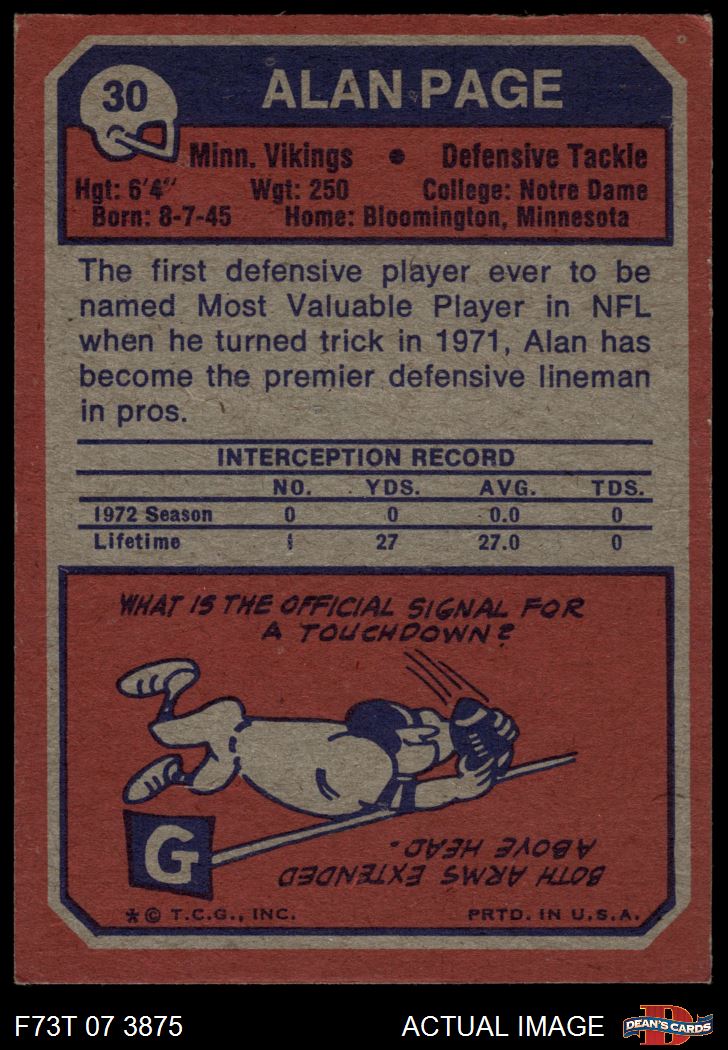 30
ALAN PAGE
Minn. Vikings • Defensive Tackle
Hgt: 6'4" Wgt: 250 College: Notre Dame
Born: 8-7-45 Home: Bloomington, Minnesota
The first defensive player ever to be
named Most Valuable Player in NFL
when he turned trick in 1971, Alan has
become the premier defensive lineman
in pros.
INTERCEPTION RECORD
NO. YDS. AVG. TDS.
1972 Season 0 0 0.0 0
Lifetime 1 27 27.0 0
WHAT IS THE OFFICIAL SIGNAL FOR
A TOUCHDOWN?
G
BOTH ARMS EXTENDED
ABOVE HEAD.
* © T.C.G., INC. PRTD. IN U.S.A.
F73T 07 3875 ACTUAL IMAGE D DEAN'S CARDS